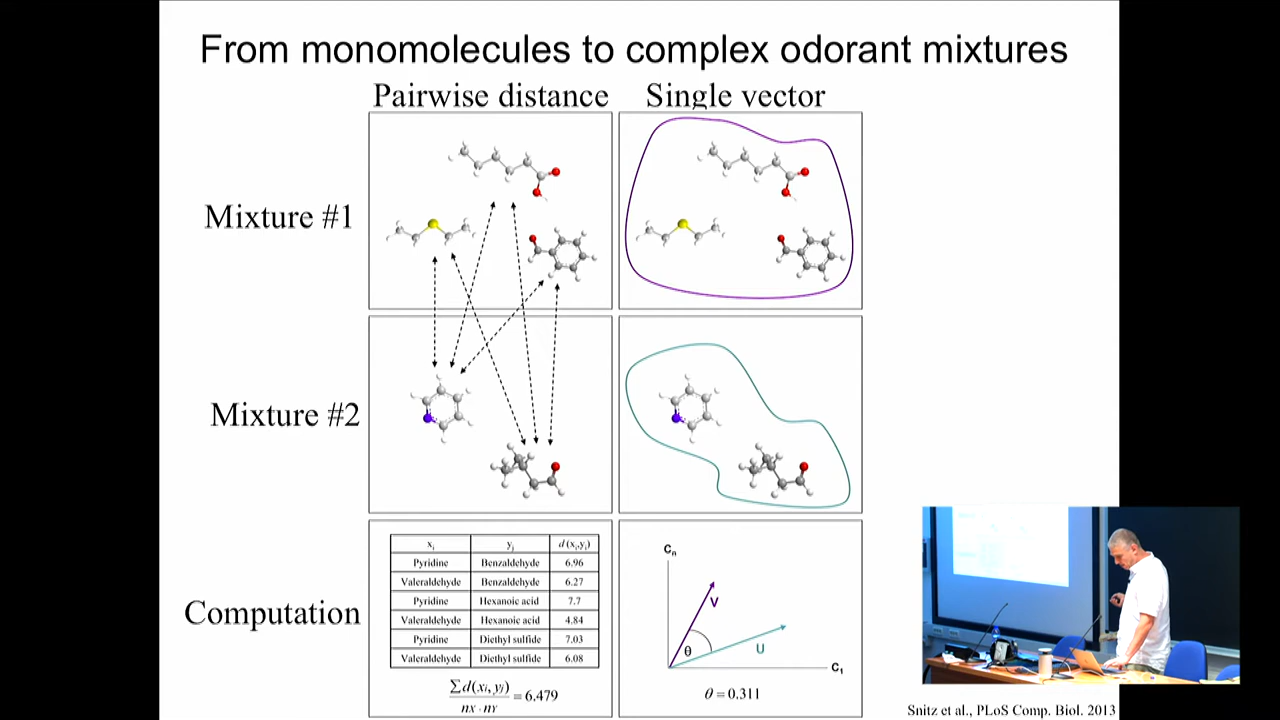 From monomolecules to complex odorant mixtures
Pairwise distance Single vector
Mixture #1
Mixture #2
Computation
xi yj d(xi,yj)
Pyridine Benzaldehyde 6.96
Valeraldehyde Benzaldehyde 6.27
Pyridine Hexanoic acid 7.7
Valeraldehyde Hexanoic acid 4.84
Pyridine Diethyl sulfide 7.03
Valeraldehyde Diethyl sulfide 6.08
Σd(xi, yj) / nx · ny = 6.479
Cn
V
θ
U
C1
θ = 0.311
Snitz et al., PLoS Comp. Biol. 2013